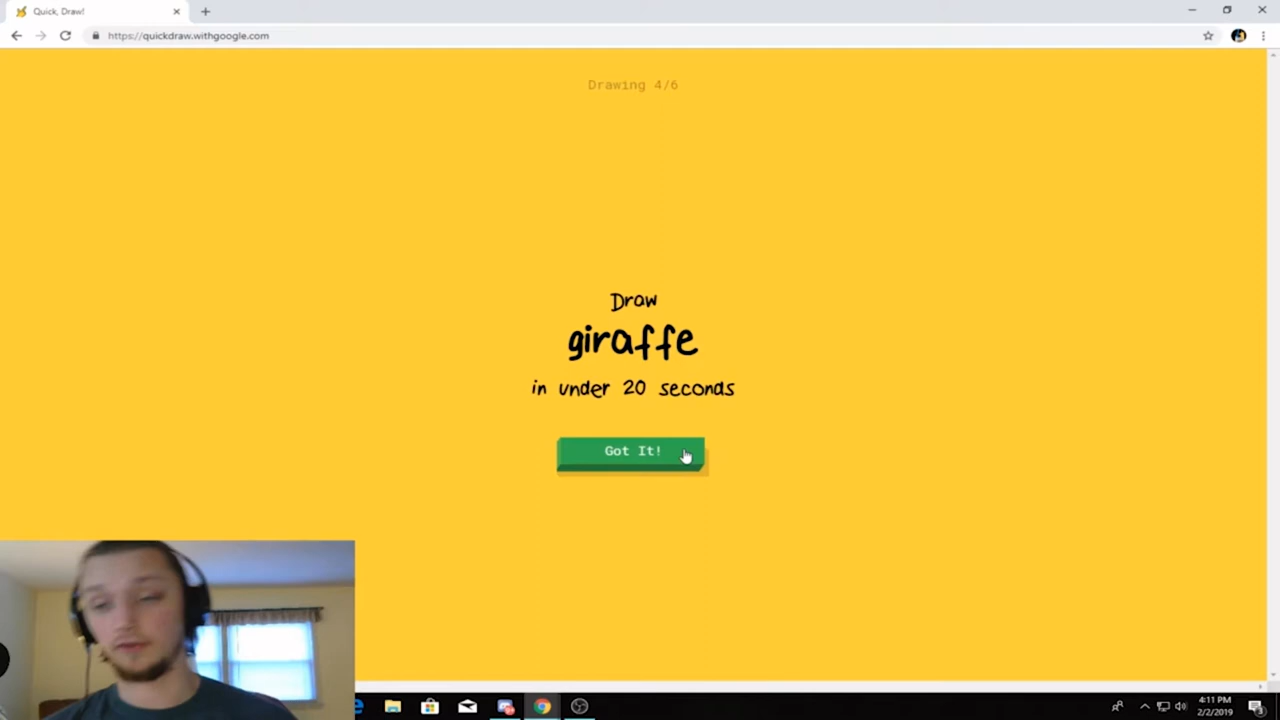 Quick, Draw!
https://quickdraw.withgoogle.com
Drawing 4/6
Draw
giraffe
in under 20 seconds
Got It!
4:11 PM
2/2/2019